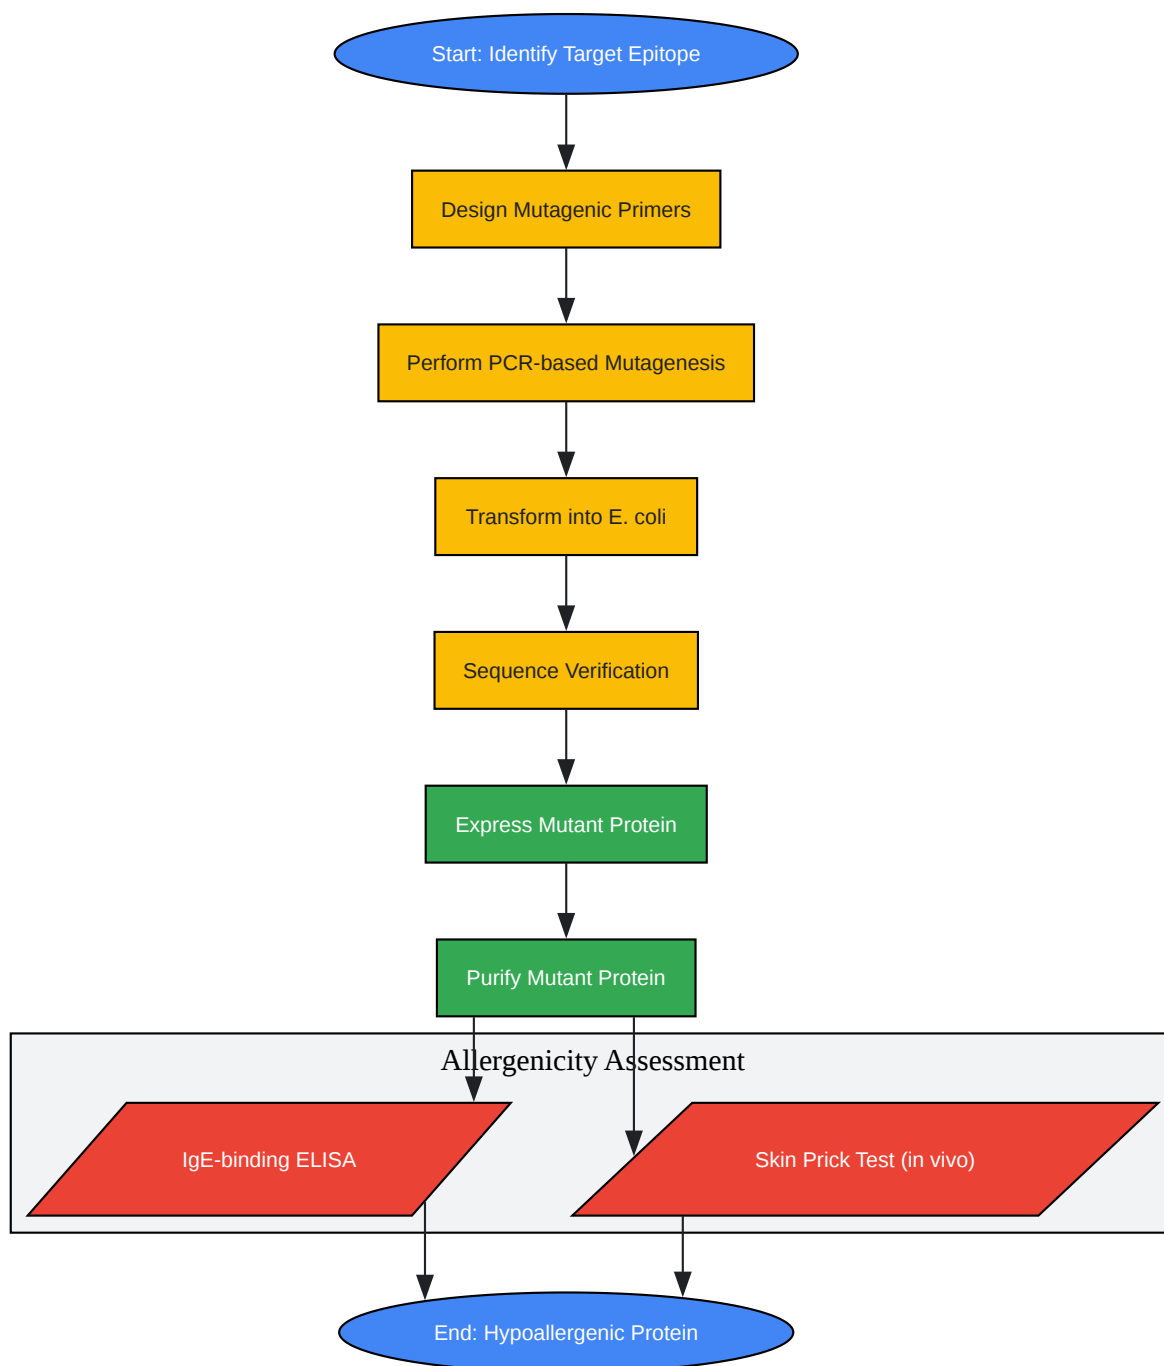 Start: Identify Target Epitope
Design Mutagenic Primers
Perform PCR-based Mutagenesis
Transform into E. coli
Sequence Verification
Express Mutant Protein
Purify Mutant Protein
Allergenicity Assessment
IgE-binding ELISA
Skin Prick Test (in vivo)
End: Hypoallergenic Protein